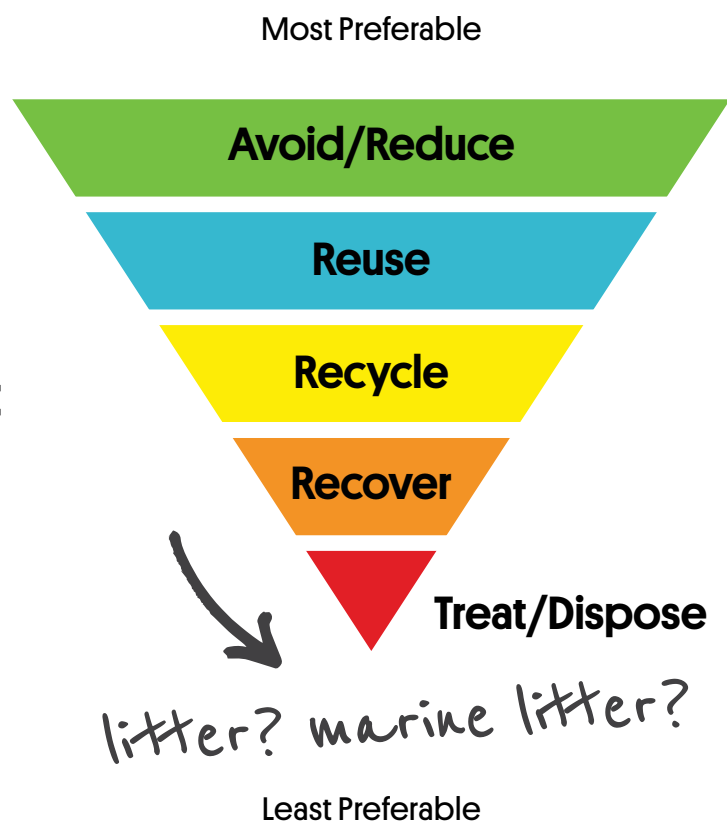 Most Preferable
Avoid/Reduce
Reuse
Recycle
Recover
Treat/Dispose
litter? marine litter?
Least Preferable